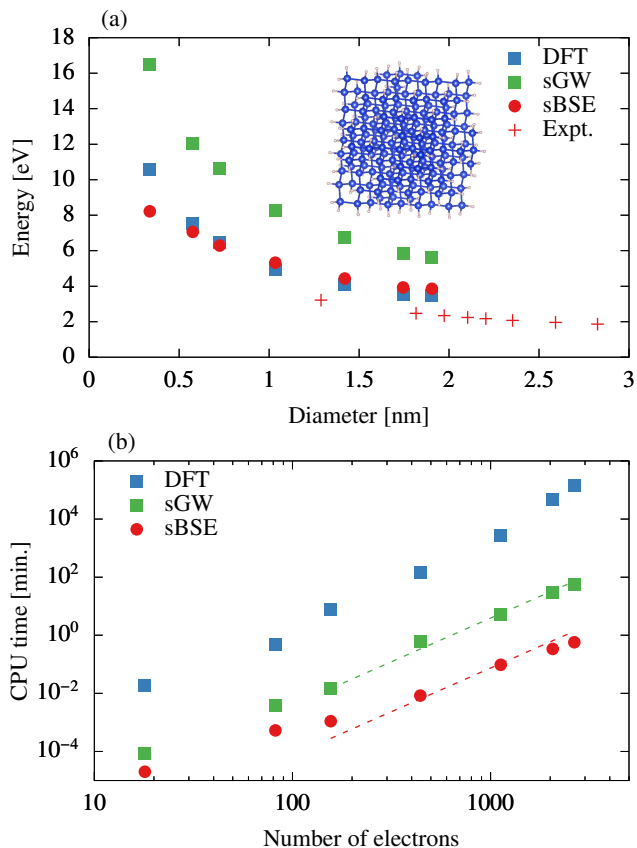 (a)
18
16
14
12
10
8
6
4
2
0
Energy [eV]
DFT
sGW
sBSE
Expt.
0 0.5 1 1.5 2 2.5 3
Diameter [nm]
(b)
10^6
10^4
10^2
10^0
10^−2
10^−4
CPU time [min.]
DFT
sGW
sBSE
10 100 1000
Number of electrons